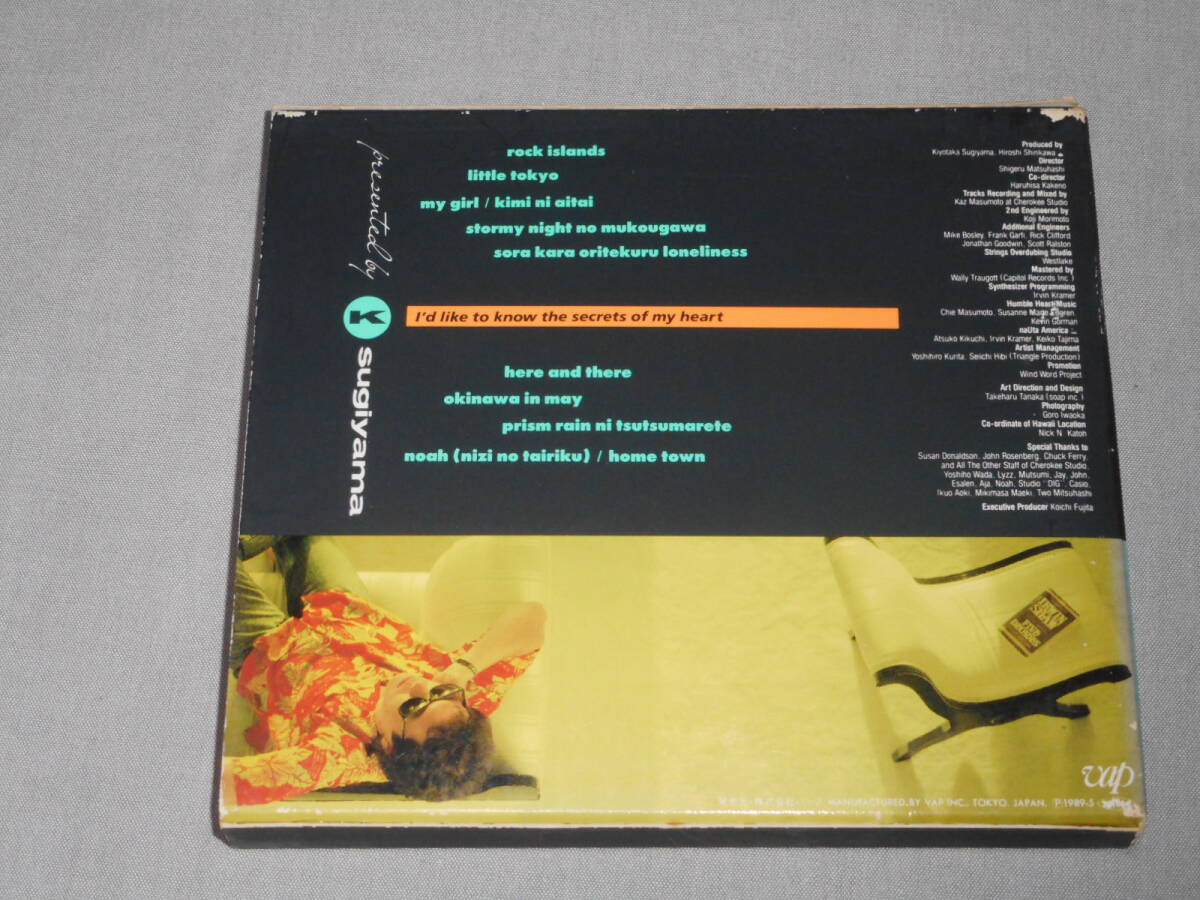 presented by
K
sugiyama
rock islands
little tokyo
my girl / kimi ni aitai
stormy night no mukougawa
sora kara oritekuru loneliness
I'd like to know the secrets of my heart
here and there
okinawa in may
prism rain ni tsutsumarete
noah (nizi no tairiku) / home town
Produced by
Kiyotaka Sugiyama, Hiroshi Shinkawa
Director
Shigeru Matsuhashi
Co-director
Haruhisa Kakeno
Tracks Recording and Mixed by
Kaz Masumoto at Cherokee Studio
2nd Engineered by
Koji Morimoto
Additional Engineers
Mike Bosley, Frank Garfi, Rick Clifford,
Jonathan Goodwin, Scott Ralston
Strings Overdubing Studio
Westlake
Mastered by
Wally Traugott (Capitol Records Inc.)
Synthesizer Programming
Irvin Kramer
Humble Heart Music
Chie Masumoto, Susanne Marie
Kevin Gorman
naUta America
Atsuko Kikuchi, Irvin Kramer, Keiko Tajima
Artist Management
Yoshihiro Kurita, Seiichi Hibi (Triangle Production)
Promotion
Wind Word Project
Art Direction and Design
Takeharu Tanaka (soap inc.)
Photography
Goro Iwaoka
Co-ordinate of Hawaii Location
Nick N. Katoh
Special Thanks to
Susan Donaldson, John Rosenberg, Chuck Ferry,
and All The Other Staff of Cherokee Studio,
Yoshiho Wada, Lyzz, Mutsumi, Jay, John,
Esalen, Aja, Noah, Studio "DIG", Casio,
Ikuo Aoki, Mikimasa Maeki, Two Mitsuhashi
Executive Producer Koichi Fujita
vap
MANUFACTURED BY VAP INC., TOKYO, JAPAN. P.1989-5